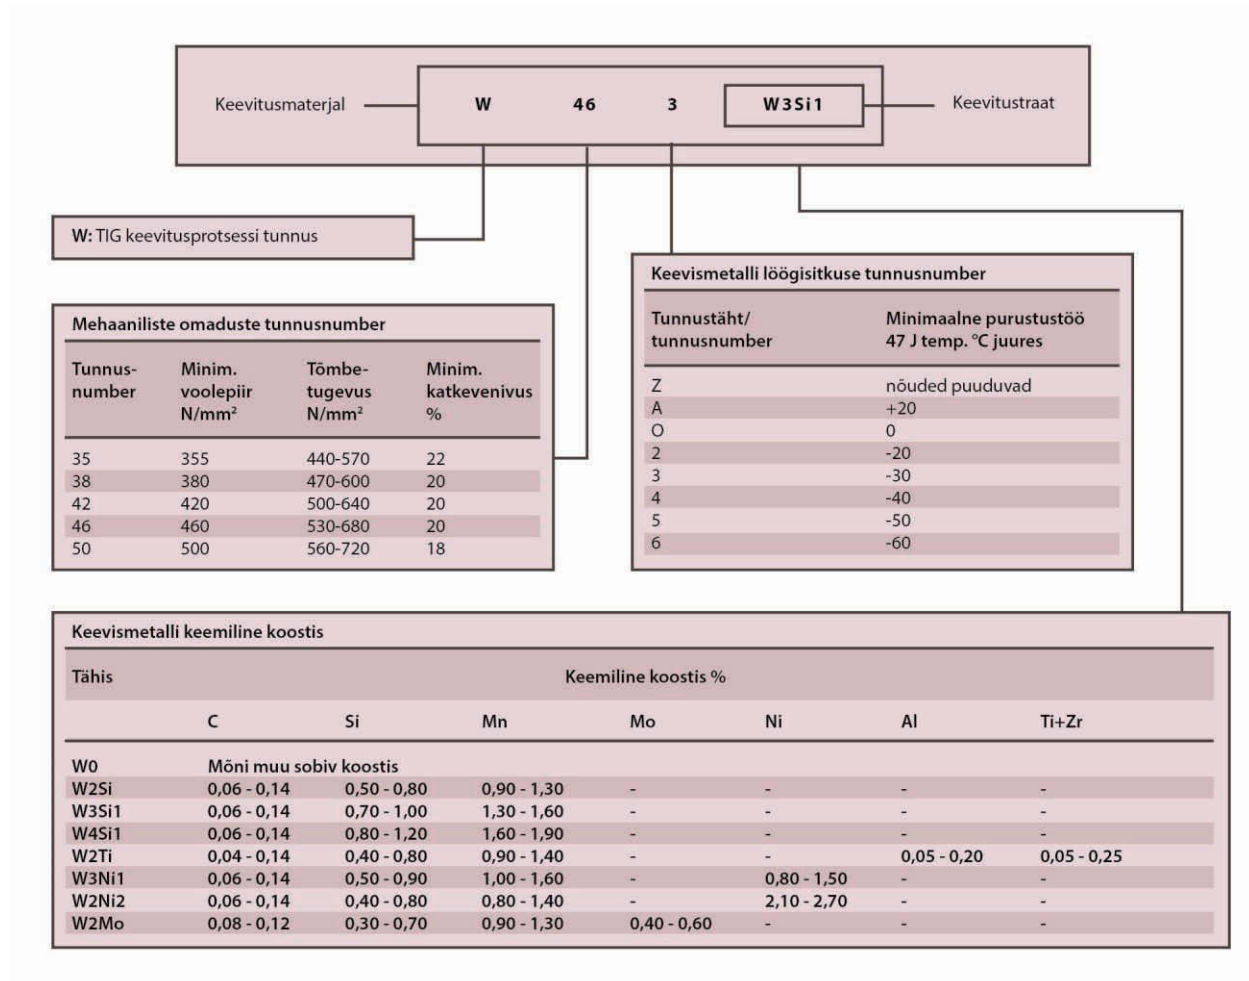 Keevitusmaterjal W 46 3 W3Si1 Keevitustraat
W: TIG keevitusprotsessi tunnus
Mehaaniliste omaduste tunnusnumber
Tunnus- Minim. Tõmbe- Minim.
number voolepiir tugevus katkevenivus
N/mm² N/mm² %
35 355 440-570 22
38 380 470-600 20
42 420 500-640 20
46 460 530-680 20
50 500 560-720 18
Keevismetalli löögisitkuse tunnusnumber
Tunnustäht/ Minimaalne purustustöö
tunnusnumber 47 J temp. °C juures
Z nõuded puuduvad
A +20
O 0
2 -20
3 -30
4 -40
5 -50
6 -60
Keevismetalli keemiline koostis
Tähis Keemiline koostis %
C Si Mn Mo Ni Al Ti+Zr
W0 Mõni muu sobiv koostis
W2Si 0,06 - 0,14 0,50 - 0,80 0,90 - 1,30 - - - -
W3Si1 0,06 - 0,14 0,70 - 1,00 1,30 - 1,60 - - - -
W4Si1 0,06 - 0,14 0,80 - 1,20 1,60 - 1,90 - - - -
W2Ti 0,04 - 0,14 0,40 - 0,80 0,90 - 1,40 - - 0,05 - 0,20 0,05 - 0,25
W3Ni1 0,06 - 0,14 0,50 - 0,90 1,00 - 1,60 - 0,80 - 1,50 - -
W2Ni2 0,06 - 0,14 0,40 - 0,80 0,80 - 1,40 - 2,10 - 2,70 - -
W2Mo 0,08 - 0,12 0,30 - 0,70 0,90 - 1,30 0,40 - 0,60 - - -